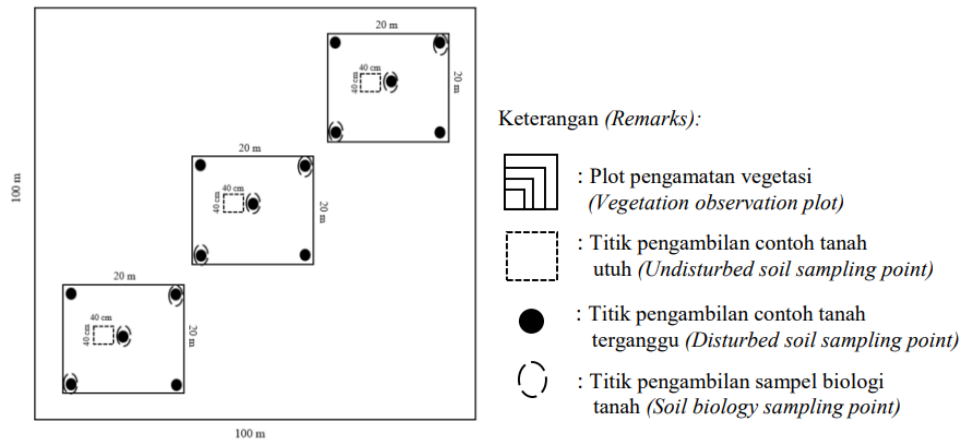 20 m
40 cm
40 cm
20 m
20 m
40 cm
40 cm
20 m
20 m
40 cm
40 cm
20 m
100 m
100 m
Keterangan (Remarks):
: Plot pengamatan vegetasi
(Vegetation observation plot)
: Titik pengambilan contoh tanah
utuh (Undisturbed soil sampling point)
: Titik pengambilan contoh tanah
terganggu (Disturbed soil sampling point)
: Titik pengambilan sampel biologi
tanah (Soil biology sampling point)